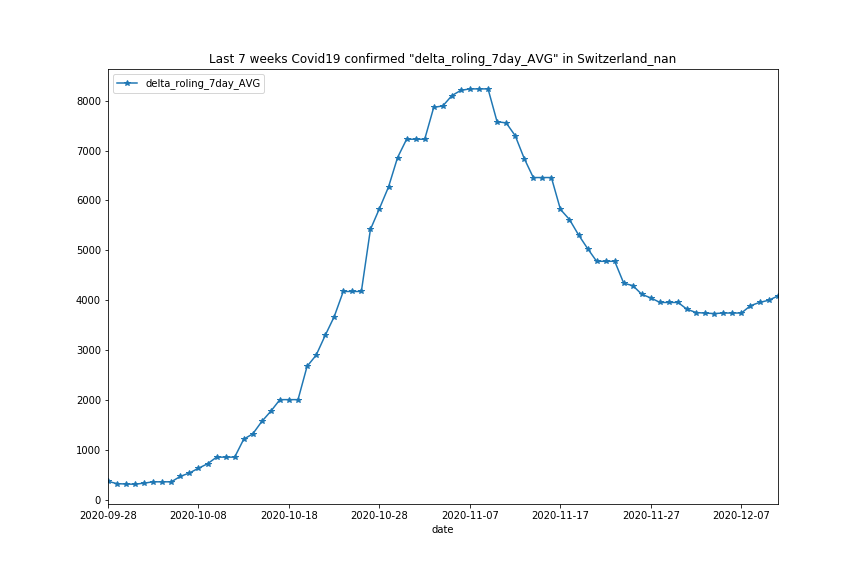 Last 7 weeks Covid19 confirmed "delta_roling_7day_AVG" in Switzerland_nan
delta_roling_7day_AVG
8000
7000
6000
5000
4000
3000
2000
1000
0
2020-09-28 2020-10-08 2020-10-18 2020-10-28 2020-11-07 2020-11-17 2020-11-27 2020-12-07
date